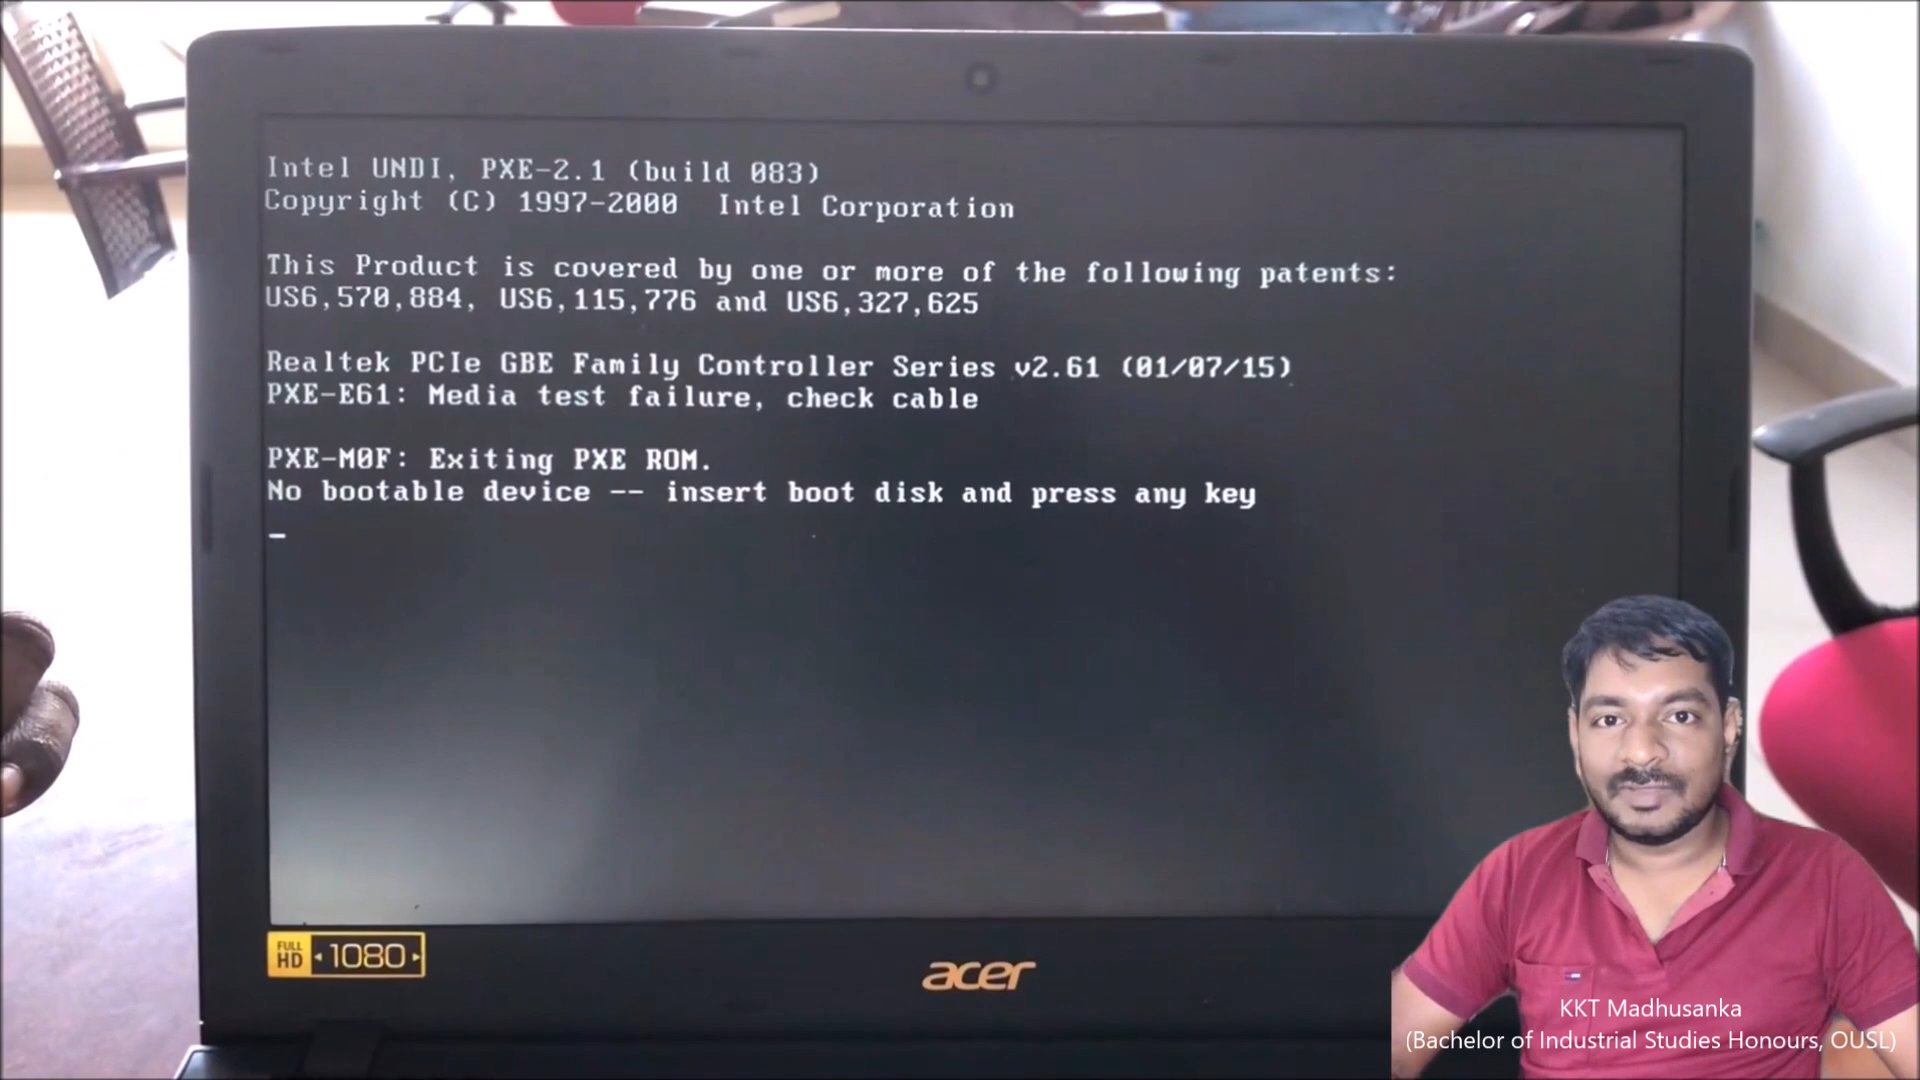 Intel UNDI, PXE-2.1 (build 083)
Copyright (C) 1997-2000  Intel Corporation
This Product is covered by one or more of the following patents:
US6,570,884, US6,115,776 and US6,327,625
Realtek PCIe GBE Family Controller Series v2.61 (01/07/15)
PXE-E61: Media test failure, check cable
PXE-M0F: Exiting PXE ROM.
No bootable device -- insert boot disk and press any key
_
FULL HD 1080
acer
KKT Madhusanka
(Bachelor of Industrial Studies Honours, OUSL)